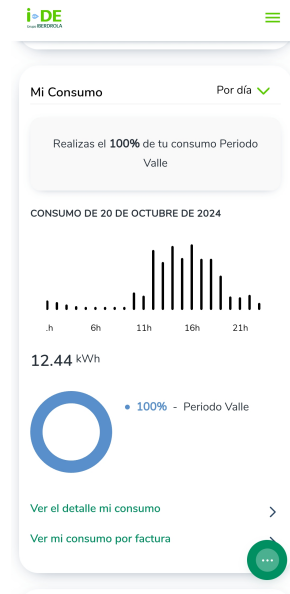 i-DE
Grupo IBERDROLA
Mi Consumo
Por día
Realizas el 100% de tu consumo Periodo
Valle
CONSUMO DE 20 DE OCTUBRE DE 2024
.h 6h 11h 16h 21h
12.44 kWh
100% - Periodo Valle
Ver el detalle mi consumo
Ver mi consumo por factura